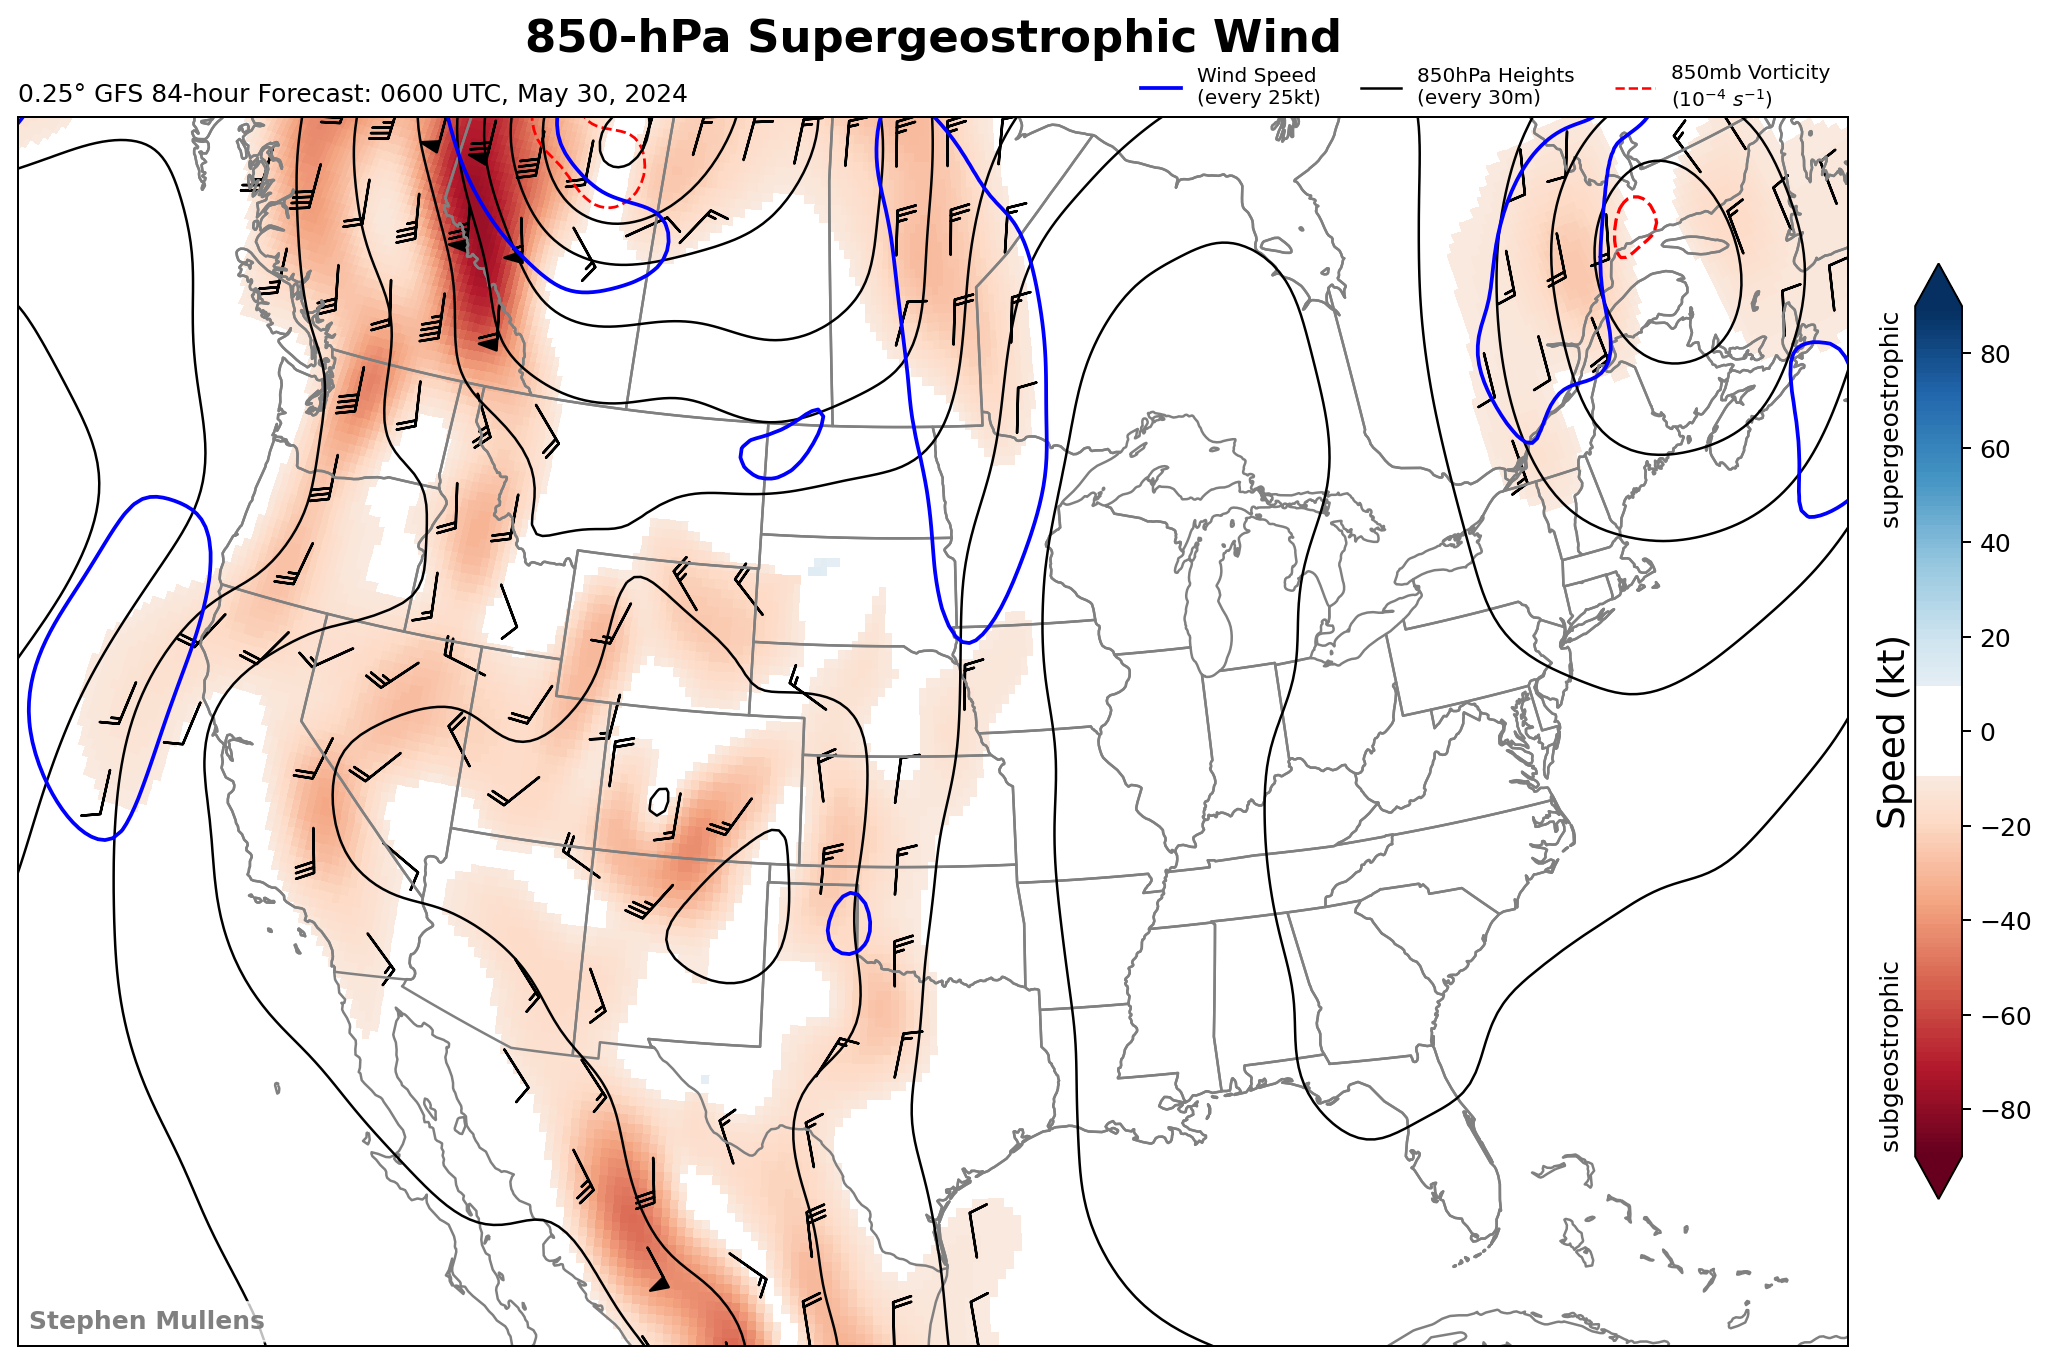 850-hPa Supergeostrophic Wind
0.25° GFS 84-hour Forecast: 0600 UTC, May 30, 2024
Wind Speed
(every 25kt)
850hPa Heights
(every 30m)
850mb Vorticity
(10⁻⁴ s⁻¹)
supergeostrophic
Speed (kt)
subgeostrophic
80
60
40
20
0
−20
−40
−60
−80
Stephen Mullens